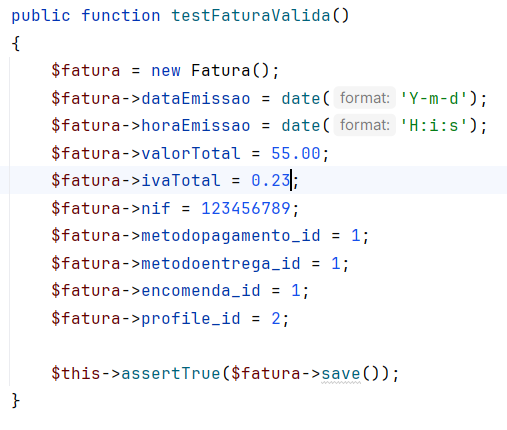 public function testFaturaValida()
{
$fatura = new Fatura();
$fatura->dataEmissao = date( format: 'Y-m-d');
$fatura->horaEmissao = date( format: 'H:i:s');
$fatura->valorTotal = 55.00;
$fatura->ivaTotal = 0.23;
$fatura->nif = 123456789;
$fatura->metodopagamento_id = 1;
$fatura->metodoentrega_id = 1;
$fatura->encomenda_id = 1;
$fatura->profile_id = 2;
$this->assertTrue($fatura->save());
}